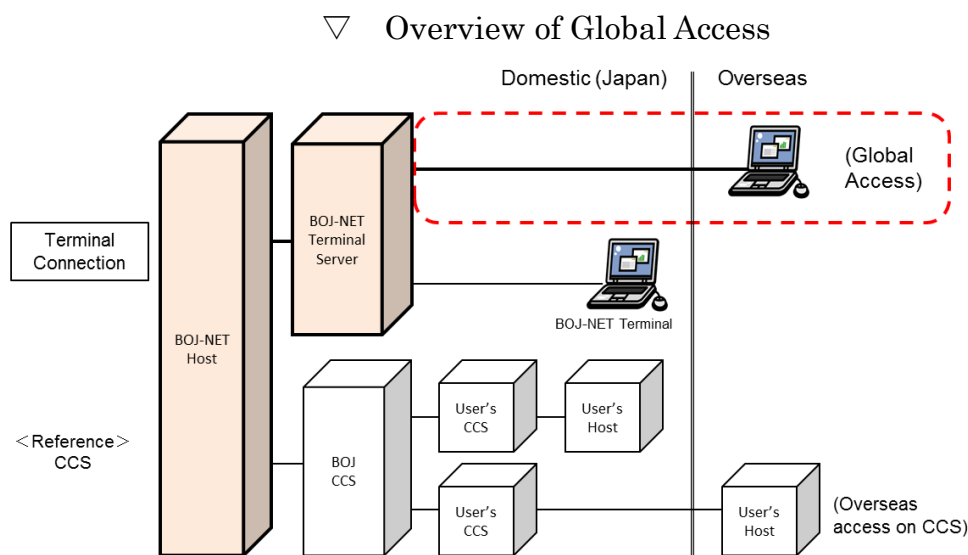 ▽ Overview of Global Access
Domestic (Japan)
Overseas
(Global
Access)
BOJ-NET
Terminal
Server
Terminal
Connection
BOJ-NET Terminal
BOJ-NET
Host
User's
CCS
User's
Host
＜Reference＞
CCS
BOJ
CCS
User's
CCS
User's
Host
(Overseas
access on CCS)